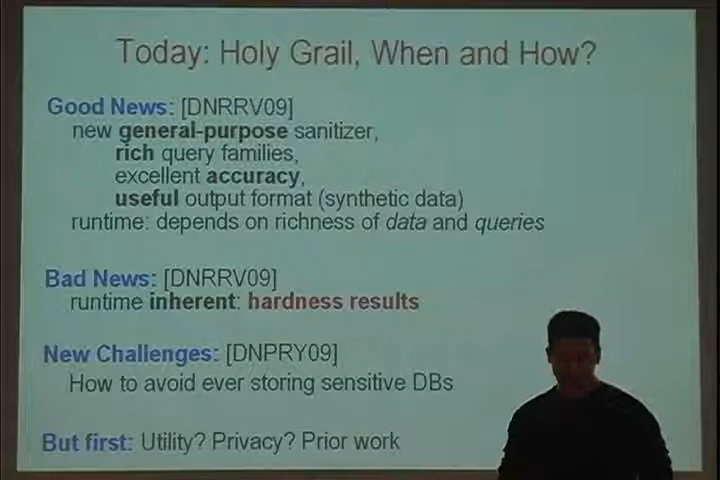 Today: Holy Grail, When and How?
Good News: [DNRRV09]
new general-purpose sanitizer,
rich query families,
excellent accuracy,
useful output format (synthetic data)
runtime: depends on richness of data and queries
Bad News: [DNRRV09]
runtime inherent: hardness results
New Challenges: [DNPRY09]
How to avoid ever storing sensitive DBs
But first: Utility? Privacy? Prior work